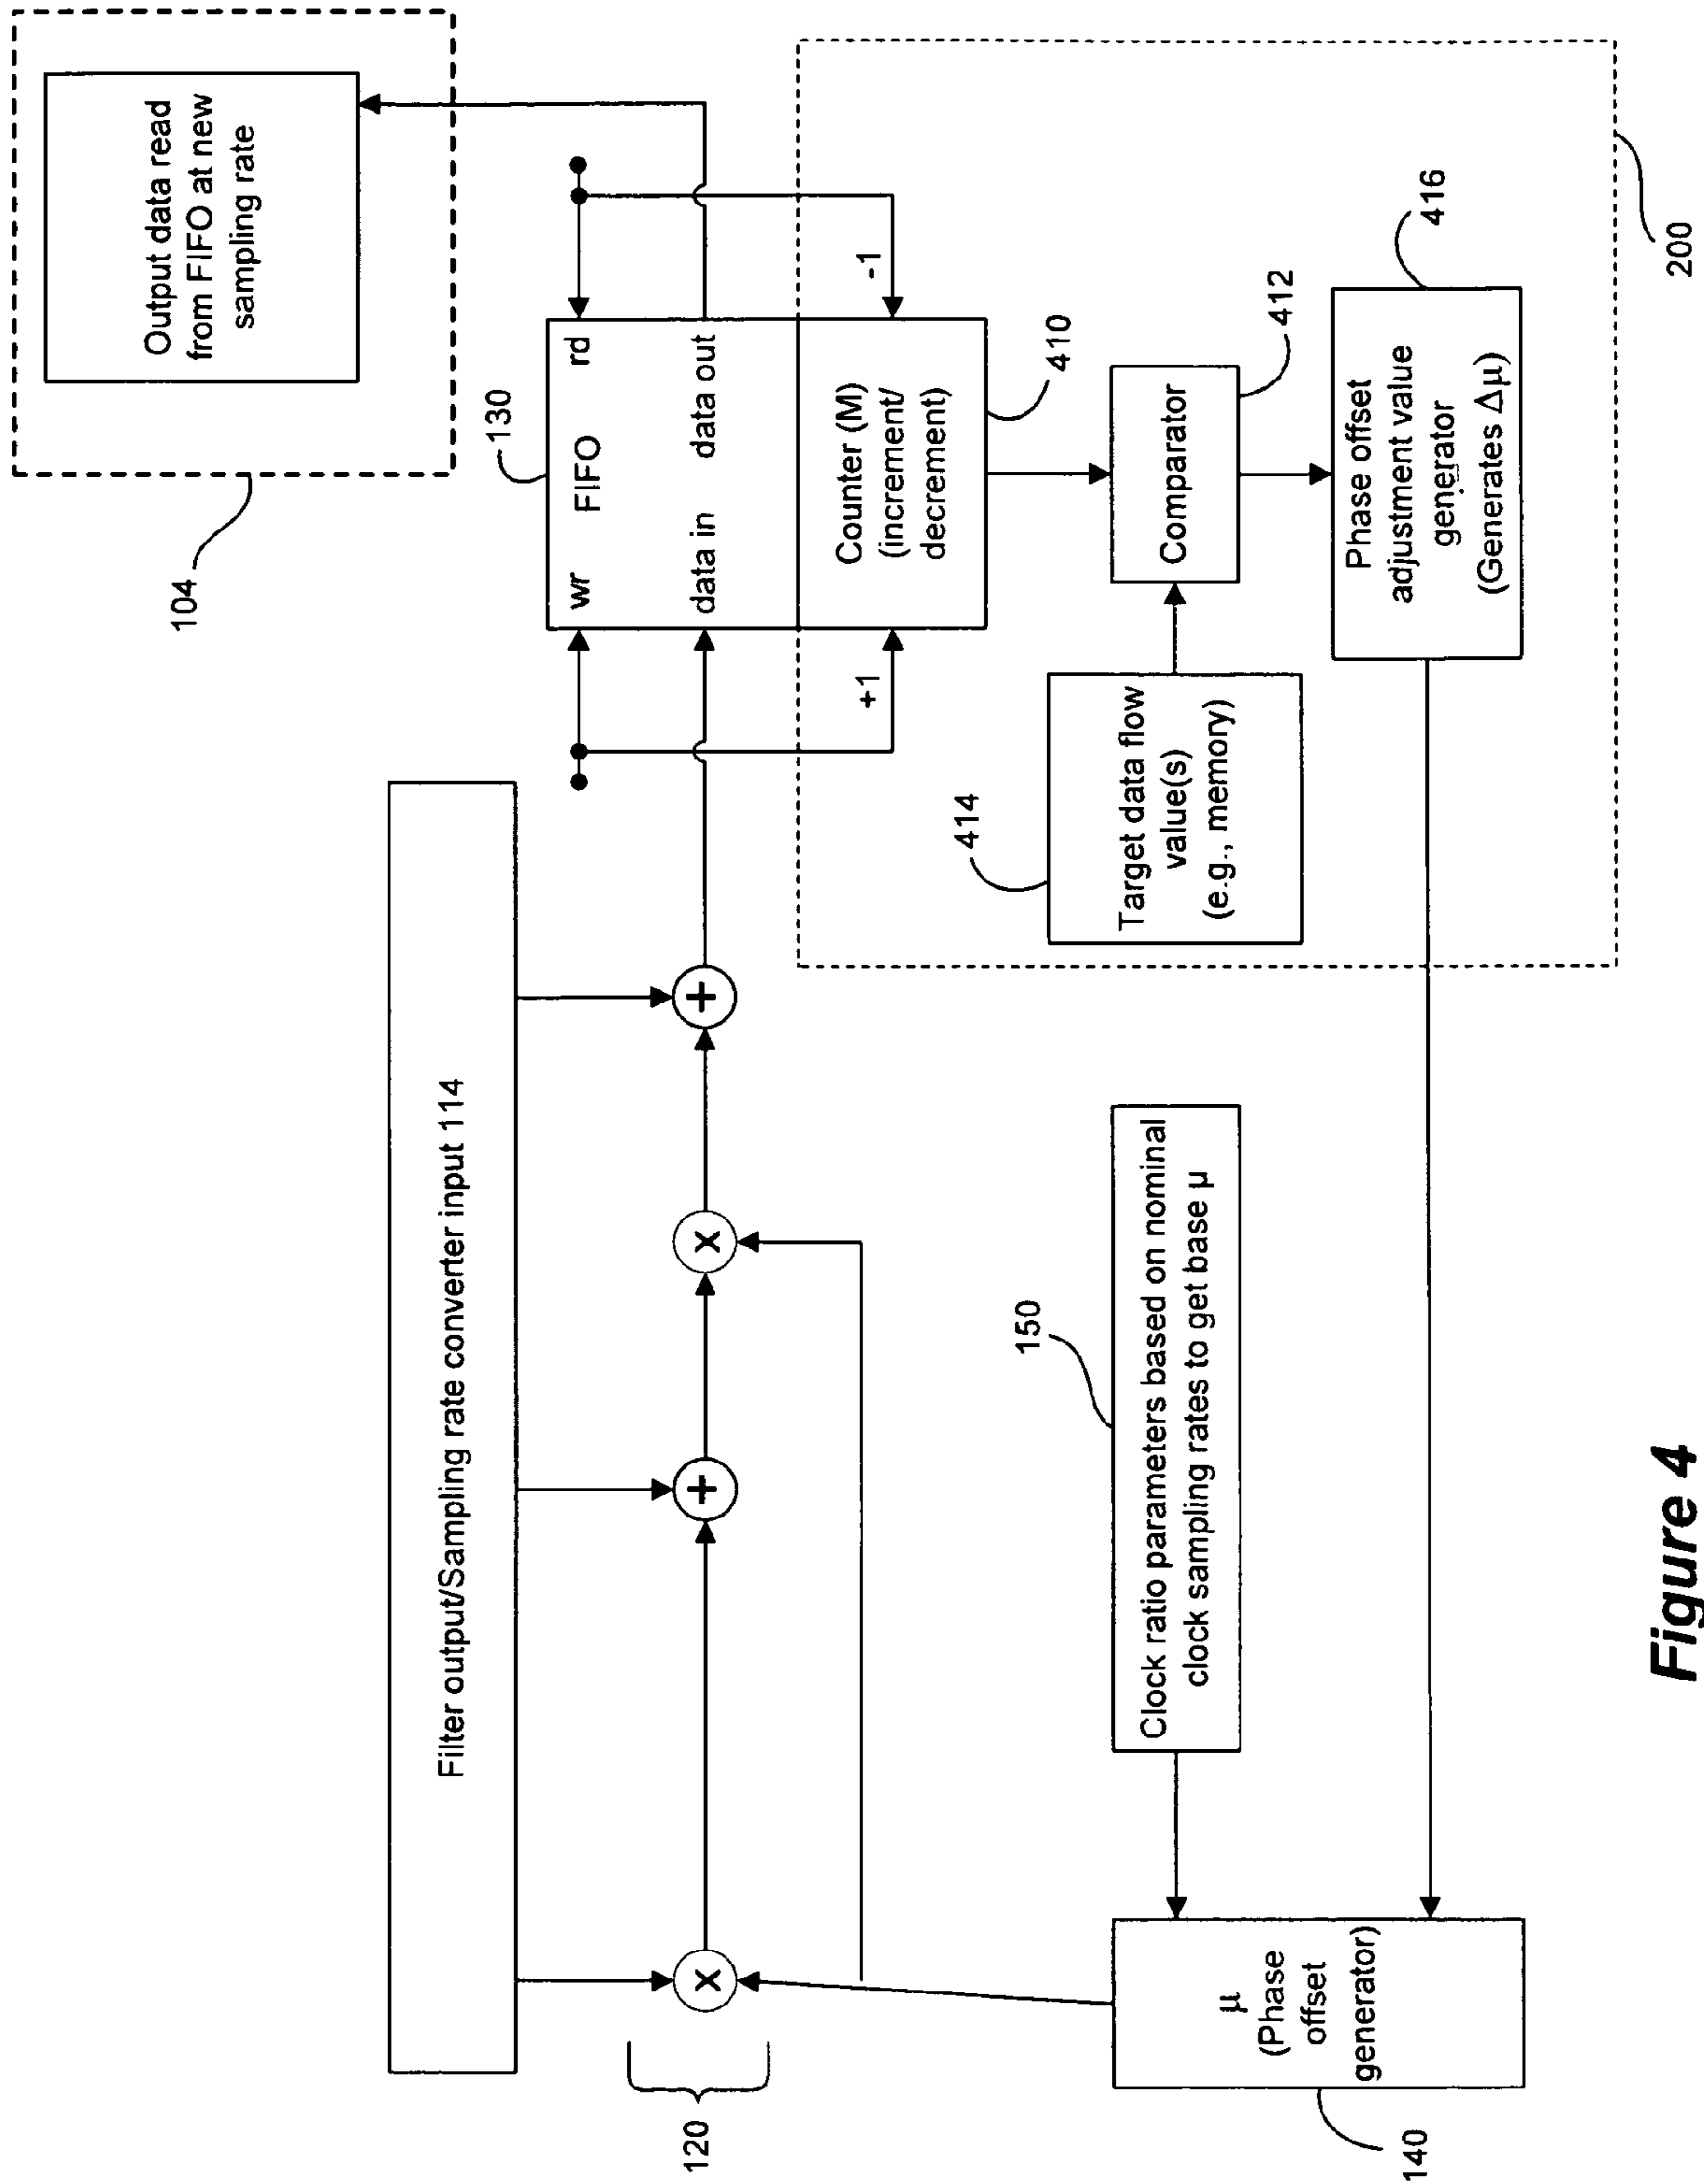 Filter output/Sampling rate converter input 114
120
x
+
x
+
wr FIFO rd
data in data out
130
Output data read
from FIFO at new
sampling rate
104
+1
-1
Counter (M)
(increment/
decrement)
410
Comparator
412
414
Target data flow
value(s)
(e.g., memory)
Phase offset
adjustment value
generator
(Generates Δμ)
416
200
150
Clock ratio parameters based on nominal
clock sampling rates to get base μ
μ
(Phase
offset
generator)
140
Figure 4